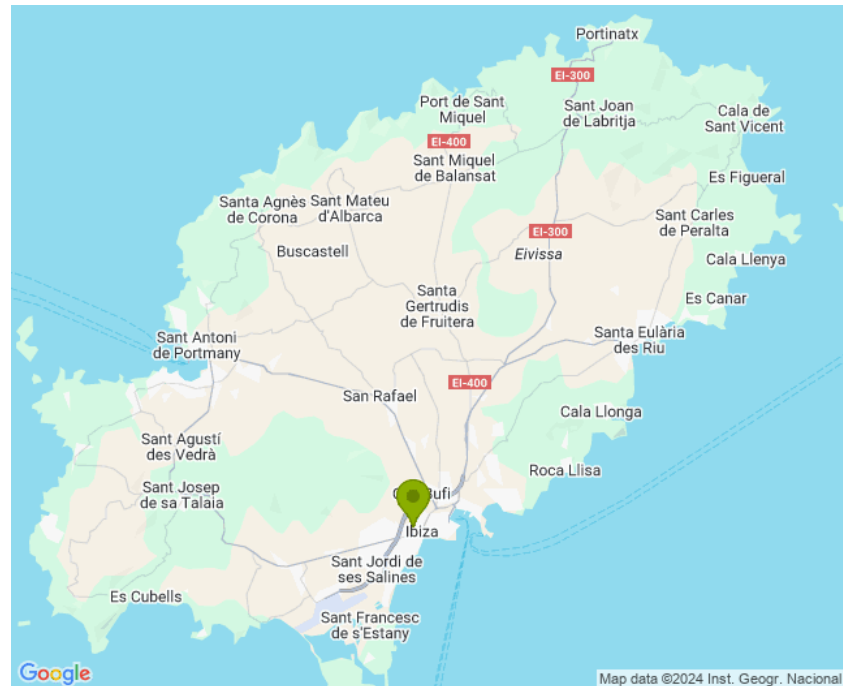 Portinatx
EI-300
Port de Sant
Miquel
Sant Joan
de Labritja
Cala de
Sant Vicent
EI-400
Sant Miquel
de Balansat
Es Figueral
Santa Agnès
de Corona
Sant Mateu
d'Albarca
Sant Carles
de Peralta
EI-300
Buscastell
Eivissa
Cala Llenya
Santa
Gertrudis
de Fruitera
Es Canar
Sant Antoni
de Portmany
Santa Eulària
des Riu
EI-400
San Rafael
Cala Llonga
Sant Agustí
des Vedrà
Roca Llisa
Sant Josep
de sa Talaia
Bufi
Ibiza
Sant Jordi de
ses Salines
Es Cubells
Sant Francesc
de s'Estany
Google
Map data ©2024 Inst. Geogr. Nacional